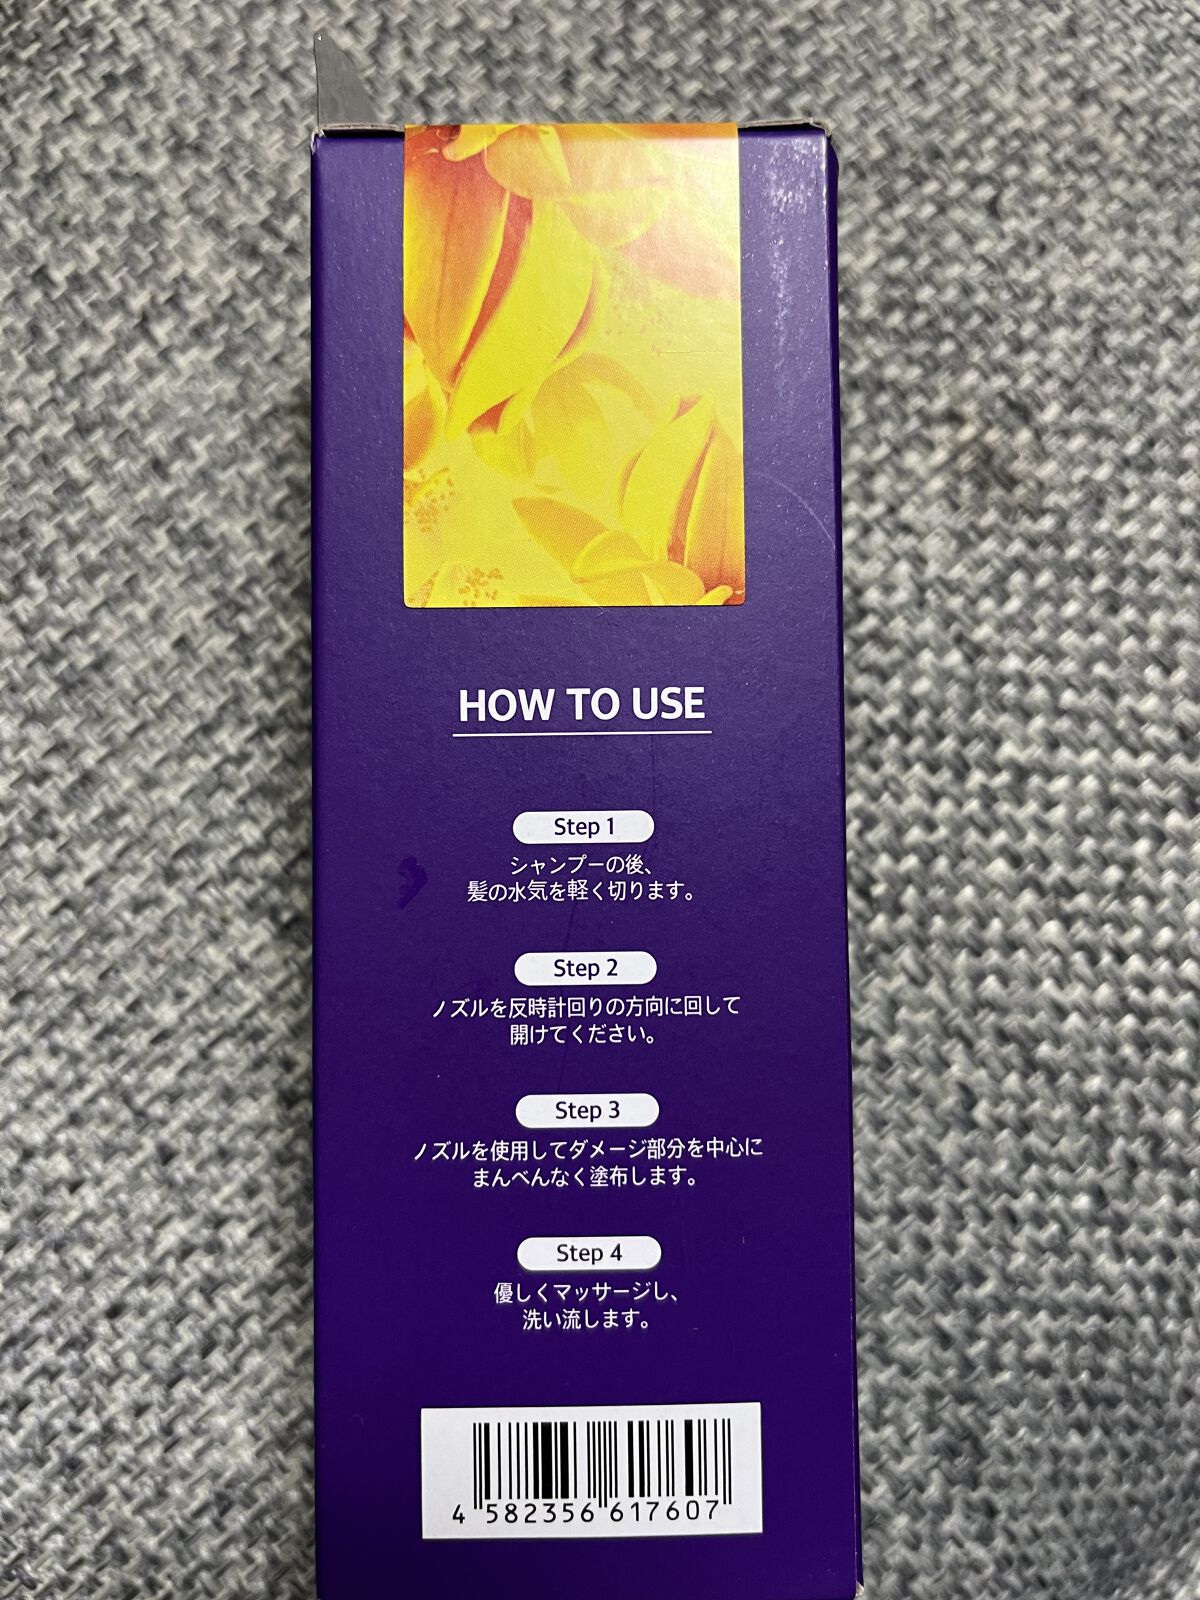 HOW TO USE
Step 1
シャンプーの後、
髪の水気を軽く切ります。
Step 2
ノズルを反時計回りの方向に回して
開けてください。
Step 3
ノズルを使用してダメージ部分を中心に
まんべんなく塗布します。
Step 4
優しくマッサージし、
洗い流します。
4 582356 617607